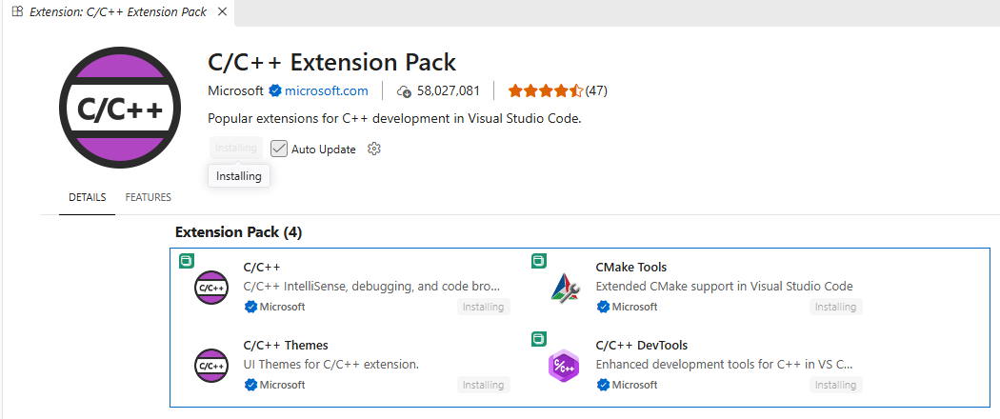 Extension: C/C++ Extension Pack
C/C++
C/C++ Extension Pack
Microsoft microsoft.com 58,027,081 (47)
Popular extensions for C++ development in Visual Studio Code.
Installing Auto Update
Installing
DETAILS FEATURES
Extension Pack (4)
C/C++
C/C++
C/C++ IntelliSense, debugging, and code bro...
Microsoft Installing
CMake Tools
Extended CMake support in Visual Studio Code
Microsoft Installing
C/C++
C/C++ Themes
UI Themes for C/C++ extension.
Microsoft Installing
C/C++
C/C++ DevTools
Enhanced development tools for C++ in VS C...
Microsoft Installing